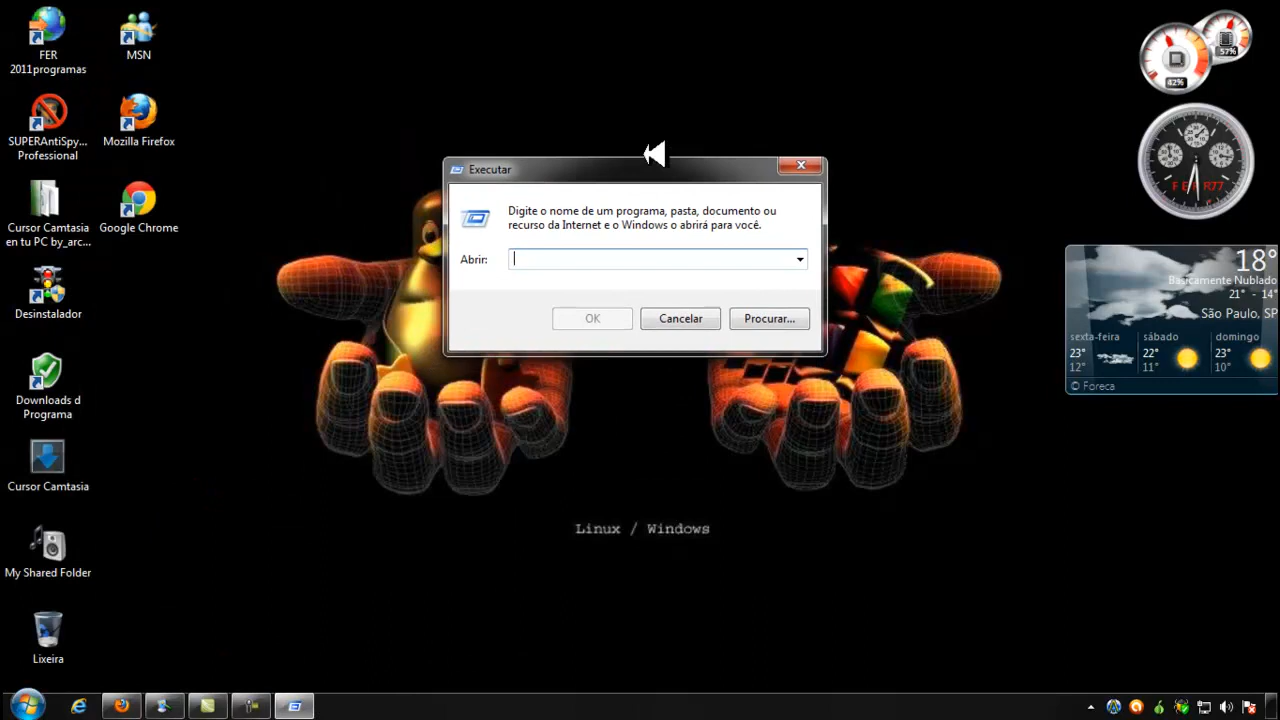 FER
2011programas
MSN
SUPERAntiSpy...
Professional
Mozilla Firefox
Cursor Camtasia
en tu PC by_arc...
Google Chrome
Desinstalador
Downloads d
Programa
Cursor Camtasia
My Shared Folder
Lixeira
Executar
Digite o nome de um programa, pasta, documento ou
recurso da Internet e o Windows o abrirá para você.
Abrir:
OK
Cancelar
Procurar...
Linux / Windows
57%
42%
18°
Basicamente Nublado
21° - 14°
São Paulo, SP
sexta-feira
sábado
domingo
23°
12°
22°
11°
23°
10°
© Foreca